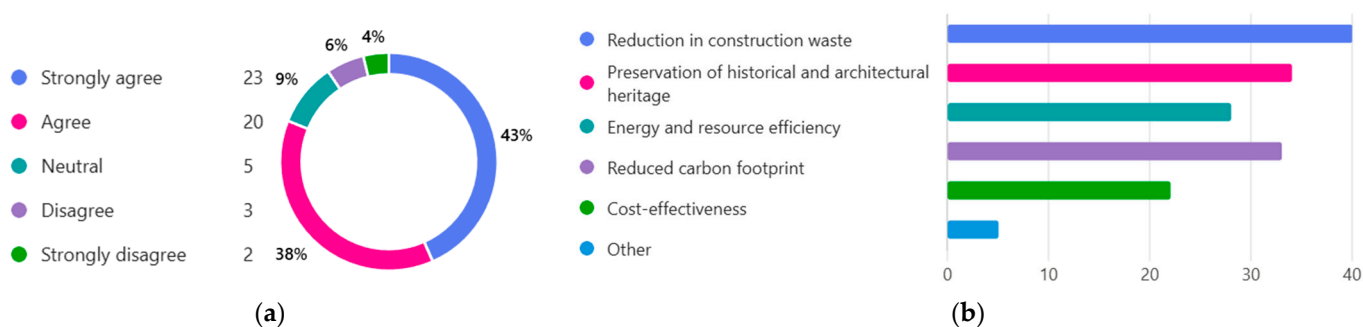 Strongly agree 23
Agree 20
Neutral 5
Disagree 3
Strongly disagree 2
4%
6%
9%
43%
38%
(a)
Reduction in construction waste
Preservation of historical and architectural
heritage
Energy and resource efficiency
Reduced carbon footprint
Cost-effectiveness
Other
0 10 20 30 40
(b)